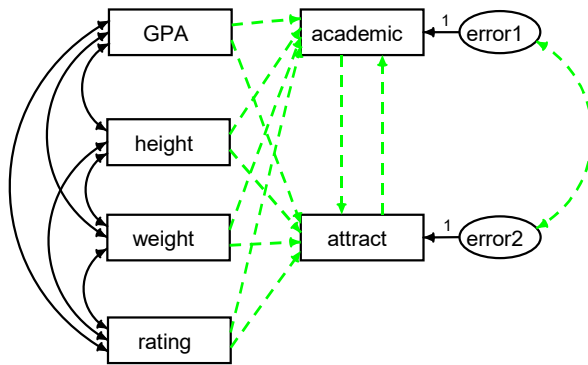 GPA
academic
1
error1
height
weight
attract
1
error2
rating